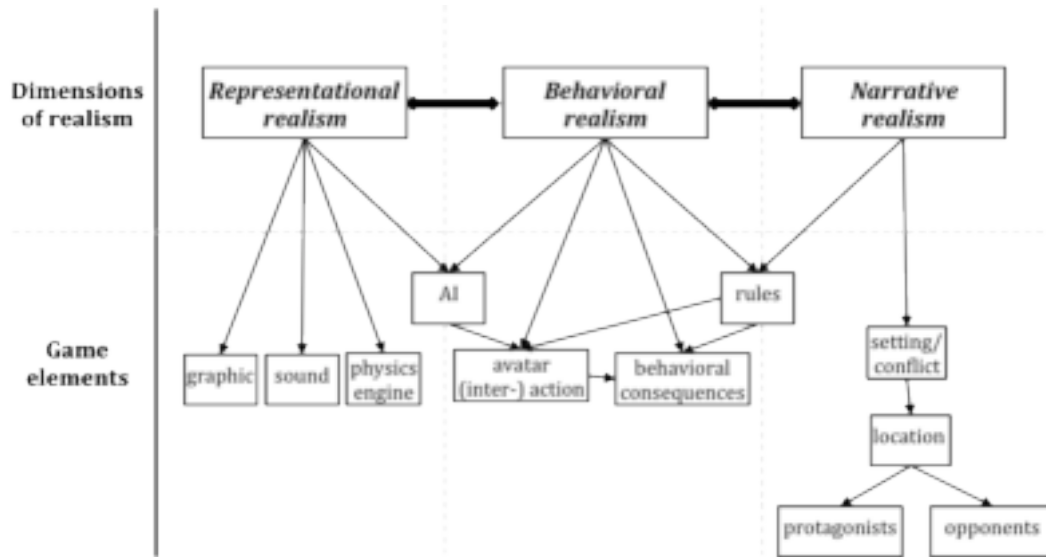 Dimensions
of realism
Representational
realism
Behavioral
realism
Narrative
realism
Game
elements
AI
rules
graphic
sound
physics
engine
avatar
(inter-) action
behavioral
consequences
setting/
conflict
location
protagonists
opponents